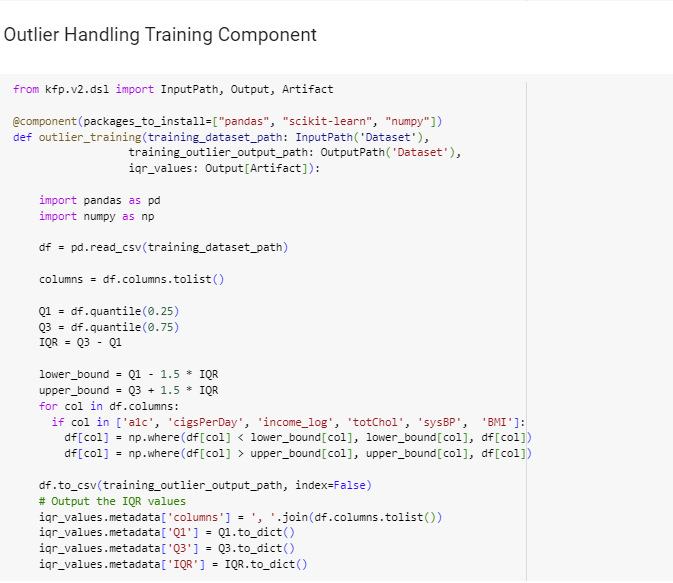 Outlier Handling Training Component
from kfp.v2.dsl import InputPath, Output, Artifact
@component(packages_to_install=["pandas", "scikit-learn", "numpy"])
def outlier_training(training_dataset_path: InputPath('Dataset'),
training_outlier_output_path: OutputPath('Dataset'),
iqr_values: Output[Artifact]):
import pandas as pd
import numpy as np
df = pd.read_csv(training_dataset_path)
columns = df.columns.tolist()
Q1 = df.quantile(0.25)
Q3 = df.quantile(0.75)
IQR = Q3 - Q1
lower_bound = Q1 - 1.5 * IQR
upper_bound = Q3 + 1.5 * IQR
for col in df.columns:
if col in ['a1c', 'cigsPerDay', 'income_log', 'totChol', 'sysBP',  'BMI']:
df[col] = np.where(df[col] < lower_bound[col], lower_bound[col], df[col])
df[col] = np.where(df[col] > upper_bound[col], upper_bound[col], df[col])
df.to_csv(training_outlier_output_path, index=False)
# Output the IQR values
iqr_values.metadata['columns'] = ', '.join(df.columns.tolist())
iqr_values.metadata['Q1'] = Q1.to_dict()
iqr_values.metadata['Q3'] = Q3.to_dict()
iqr_values.metadata['IQR'] = IQR.to_dict()